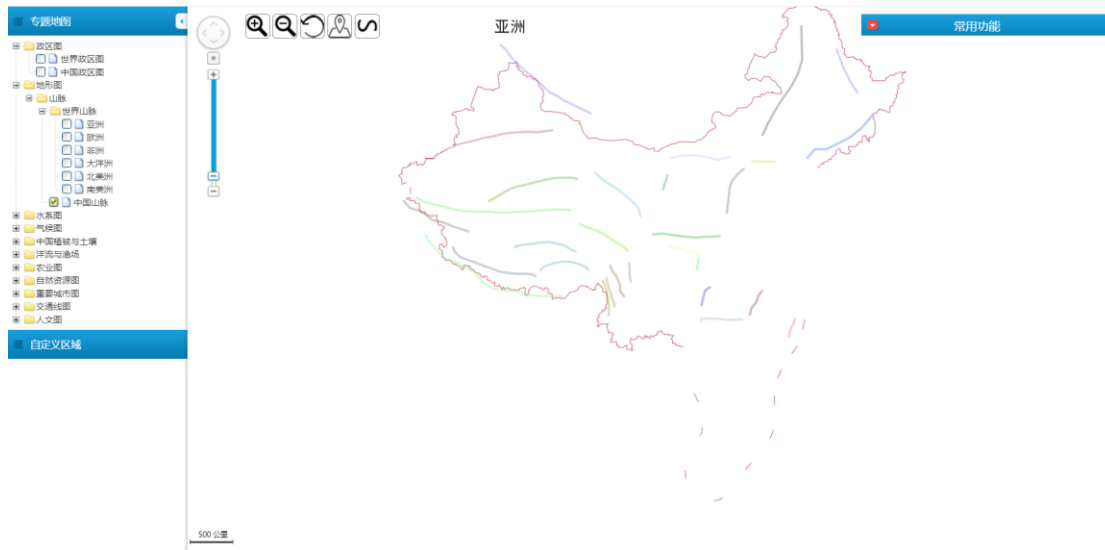 专题地图
政区图
世界政区图
中国政区图
地形图
山脉
世界山脉
亚洲
欧洲
非洲
大洋洲
北美洲
南美洲
中国山脉
水系图
气候图
中国植被与土壤
洋流与渔场
农业图
自然资源图
重要城市图
交通线图
人文图
自定义区域
亚洲
常用功能
500 公里